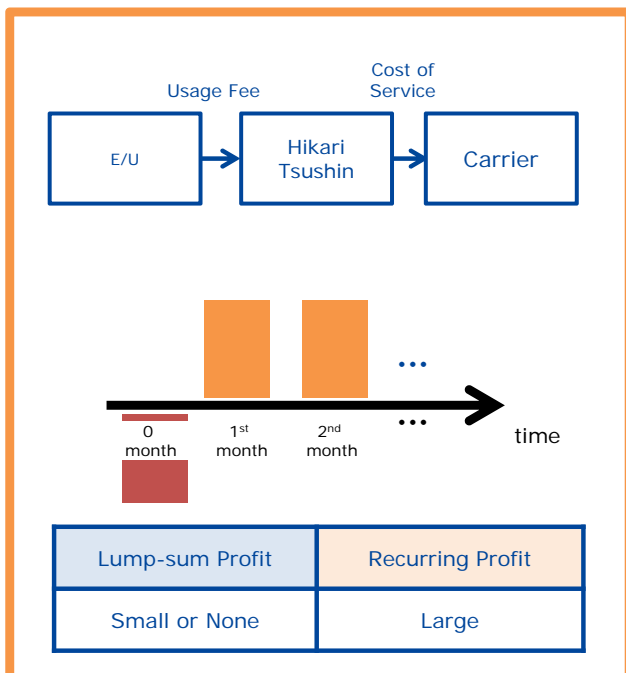 Cost of
Usage Fee
Service
E/U
Hikari
Tsushin
Carrier
...
...
0
month
1st
month
2nd
month
time
Lump-sum Profit
Recurring Profit
Small or None
Large